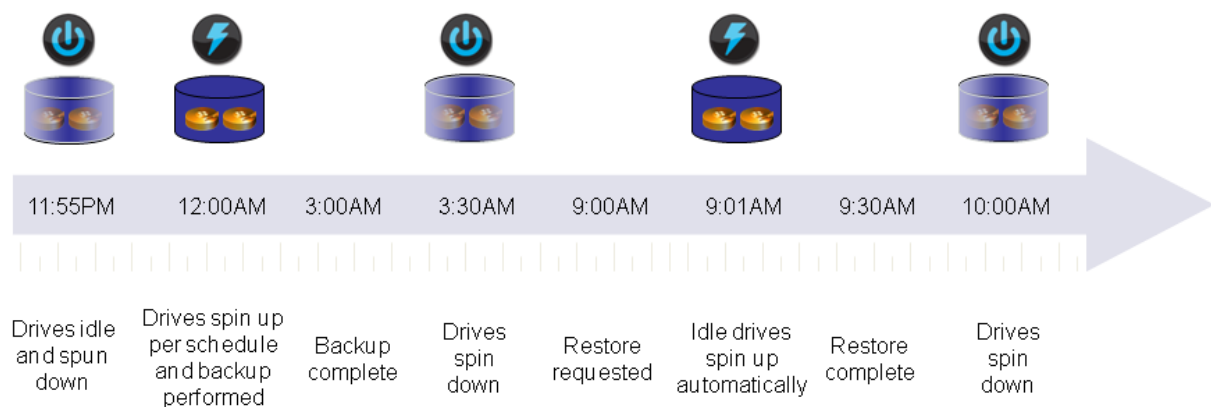 11:55PM 12:00AM 3:00AM 3:30AM 9:00AM 9:01AM 9:30AM 10:00AM
Drives idle
and spun
down
Drives spin up
per schedule
and backup
performed
Backup
complete
Drives
spin
down
Restore
requested
Idle drives
spin up
automatically
Restore
complete
Drives
spin
down